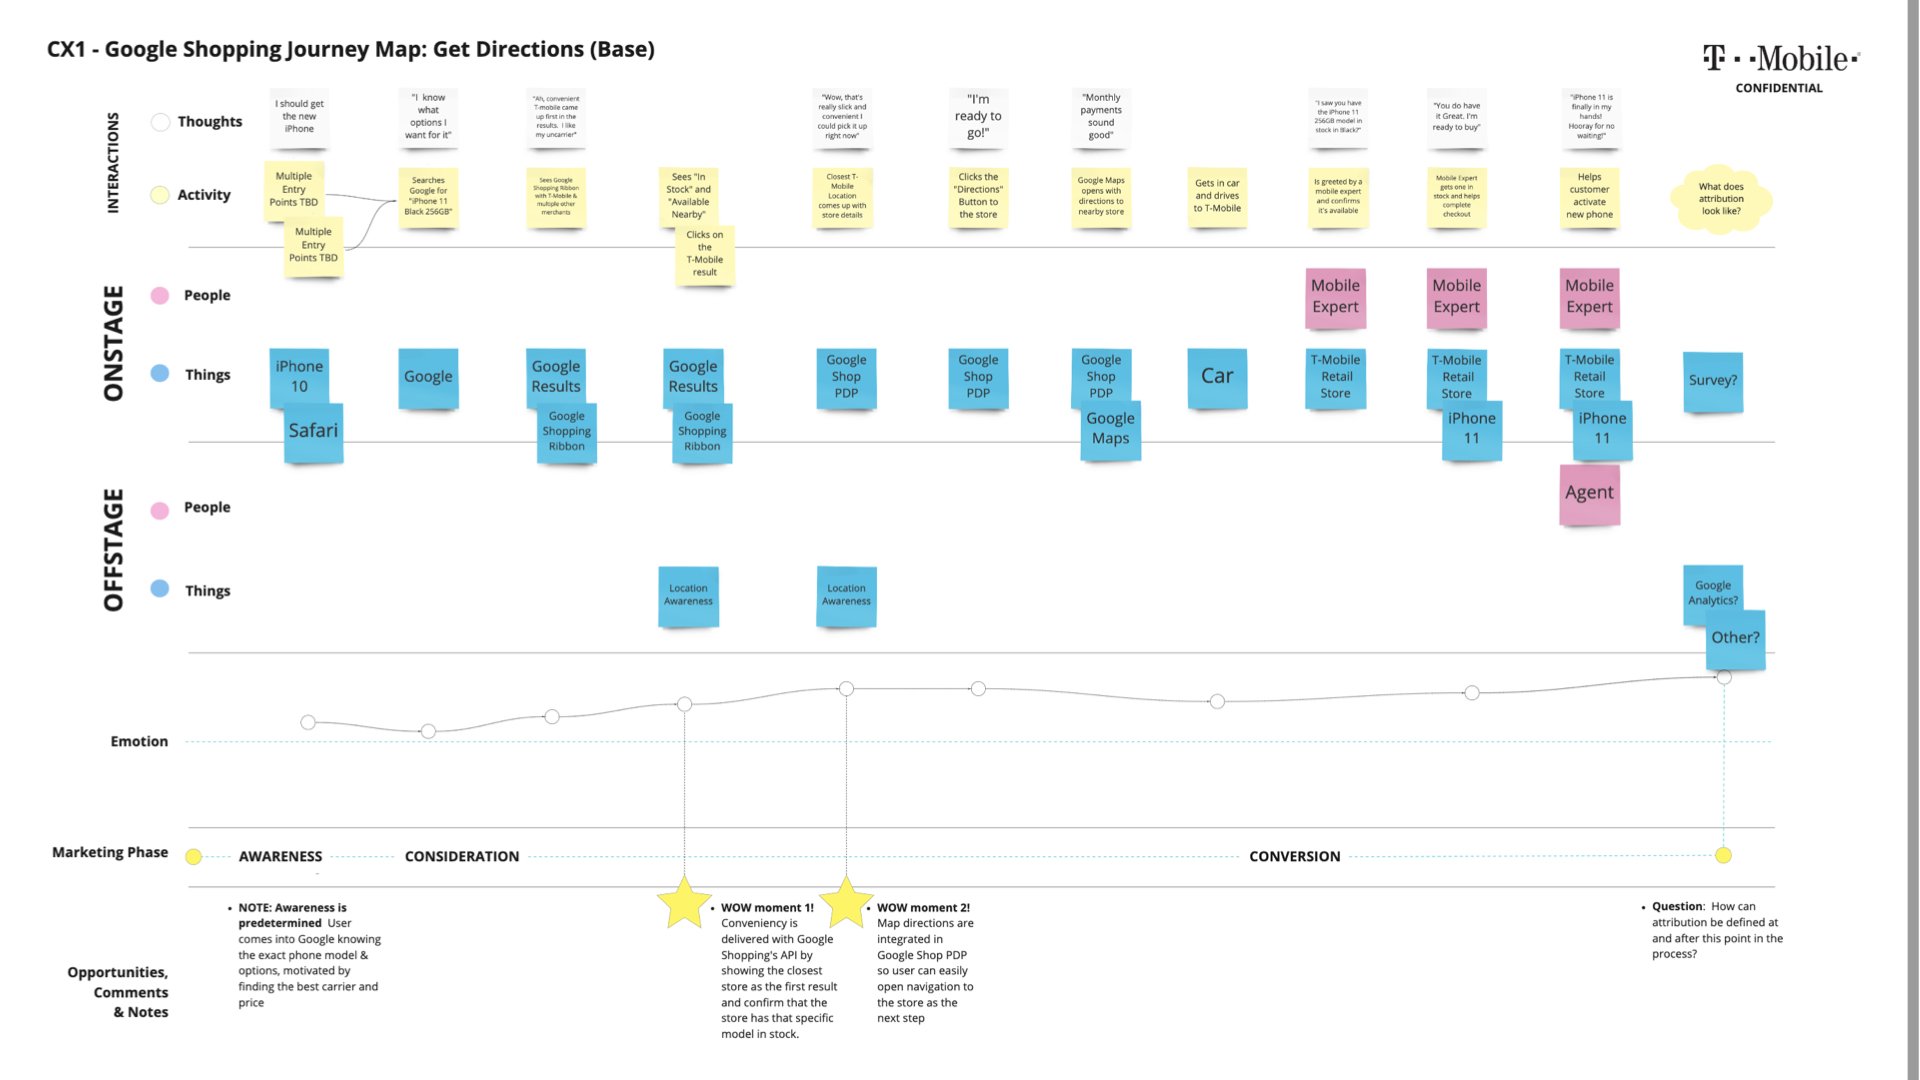 CX1 - Google Shopping Journey Map: Get Directions (Base)
T··Mobile·
CONFIDENTIAL
INTERACTIONS
Thoughts
I should get
the new
iPhone
"I know
what
options I
want for it"
"Ah, convenient
T-mobile came
up first in the
results. I like
my uncarrier"
"Wow, that's
really slick and
convenient I
could pick it up
right now"
"I'm
ready to
go!"
"Monthly
payments
sound
good"
"I saw you have
the iPhone 11
256GB model in
stock in Black?"
"You do have
it Great. I'm
ready to buy"
"iPhone 11 is
finally in my
hands!
Hooray for no
waiting!"
Activity
Multiple
Entry
Points TBD
Multiple
Entry
Points TBD
Searches
Google for
"iPhone 11
Black 256GB"
Sees Google
Shopping Ribbon
with T-Mobile &
multiple other
merchants
Sees "In
Stock" and
"Available
Nearby"
Clicks on
the
T-Mobile
result
Closest T-
Mobile
Location
comes up with
store details
Clicks the
"Directions"
Button to
the store
Google Maps
opens with
directions to
nearby store
Gets in car
and drives
to T-Mobile
Is greeted by a
mobile expert
and confirms
it's available
Mobile Expert
gets one in
stock and helps
complete
checkout
Helps
customer
activate
new phone
What does
attribution
look like?
ONSTAGE
People
Mobile
Expert
Mobile
Expert
Mobile
Expert
Things
iPhone
10
Safari
Google
Google
Results
Google
Shopping
Ribbon
Google
Results
Google
Shopping
Ribbon
Google
Shop
PDP
Google
Shop
PDP
Google
Shop
PDP
Google
Maps
Car
T-Mobile
Retail
Store
T-Mobile
Retail
Store
iPhone
11
T-Mobile
Retail
Store
iPhone
11
Survey?
OFFSTAGE
People
Agent
Things
Location
Awareness
Location
Awareness
Google
Analytics?
Other?
Emotion
Marketing Phase
AWARENESS
CONSIDERATION
CONVERSION
Opportunities,
Comments
& Notes
• NOTE: Awareness is
predetermined User
comes into Google knowing
the exact phone model &
options, motivated by
finding the best carrier and
price
• WOW moment 1!
Conveniency is
delivered with Google
Shopping's API by
showing the closest
store as the first result
and confirm that the
store has that specific
model in stock.
• WOW moment 2!
Map directions are
integrated in
Google Shop PDP
so user can easily
open navigation to
the store as the
next step
• Question: How can
attribution be defined at
and after this point in the
process?